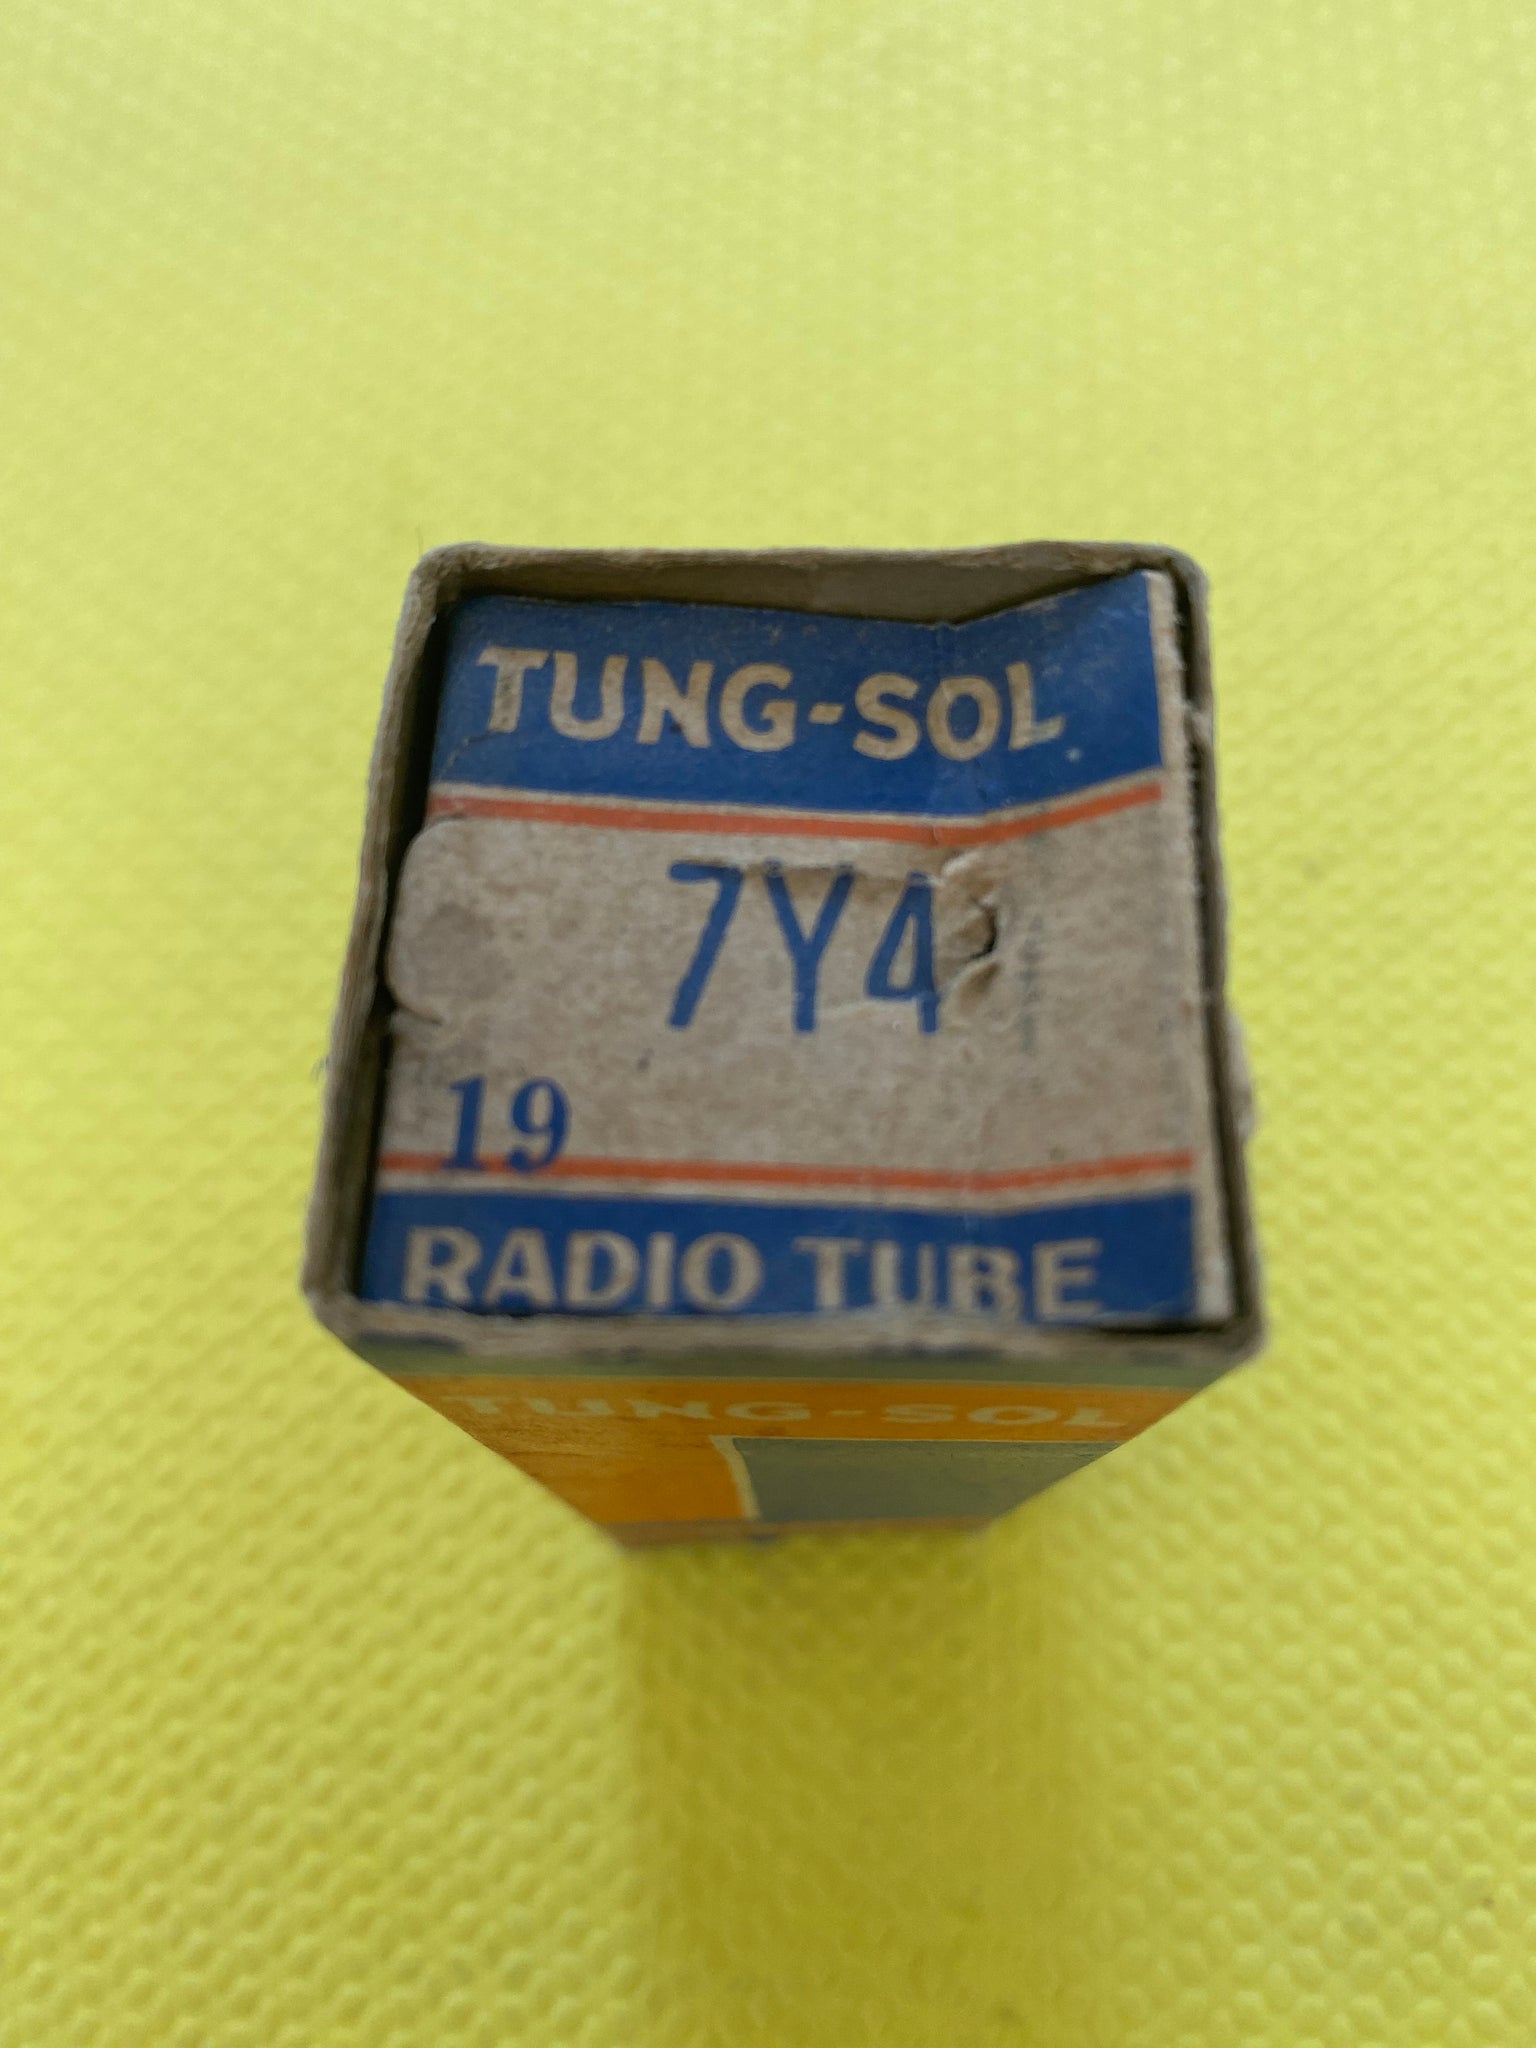 TUNG-SOL
7Y4
19
RADIO TUBE
TUNG-SOL